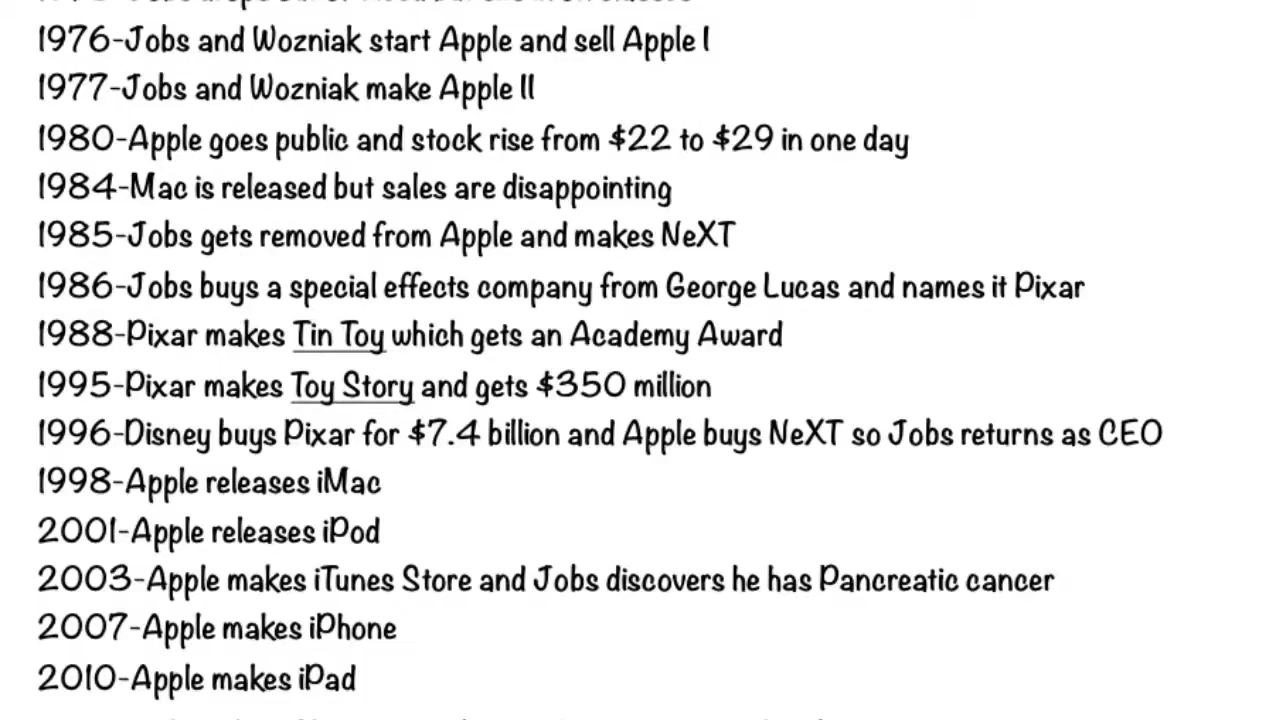 1976-Jobs and Wozniak start Apple and sell Apple I
1977-Jobs and Wozniak make Apple II
1980-Apple goes public and stock rise from $22 to $29 in one day
1984-Mac is released but sales are disappointing
1985-Jobs gets removed from Apple and makes NeXT
1986-Jobs buys a special effects company from George Lucas and names it Pixar
1988-Pixar makes Tin Toy which gets an Academy Award
1995-Pixar makes Toy Story and gets $350 million
1996-Disney buys Pixar for $7.4 billion and Apple buys NeXT so Jobs returns as CEO
1998-Apple releases iMac
2001-Apple releases iPod
2003-Apple makes iTunes Store and Jobs discovers he has Pancreatic cancer
2007-Apple makes iPhone
2010-Apple makes iPad